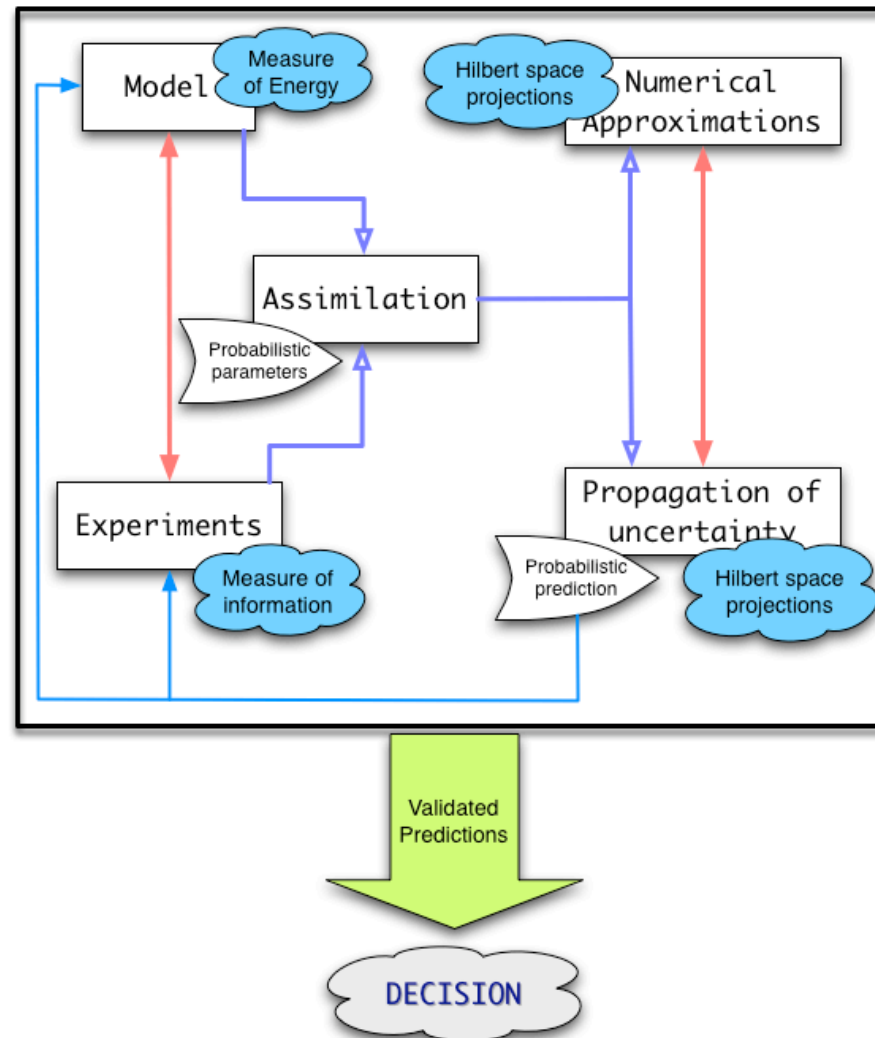 Model
Measure
of Energy
Hilbert space
projections
Numerical
Approximations
Assimilation
Probabilistic
parameters
Experiments
Measure of
information
Propagation of
uncertainty
Probabilistic
prediction
Hilbert space
projections
Validated
Predictions
DECISION